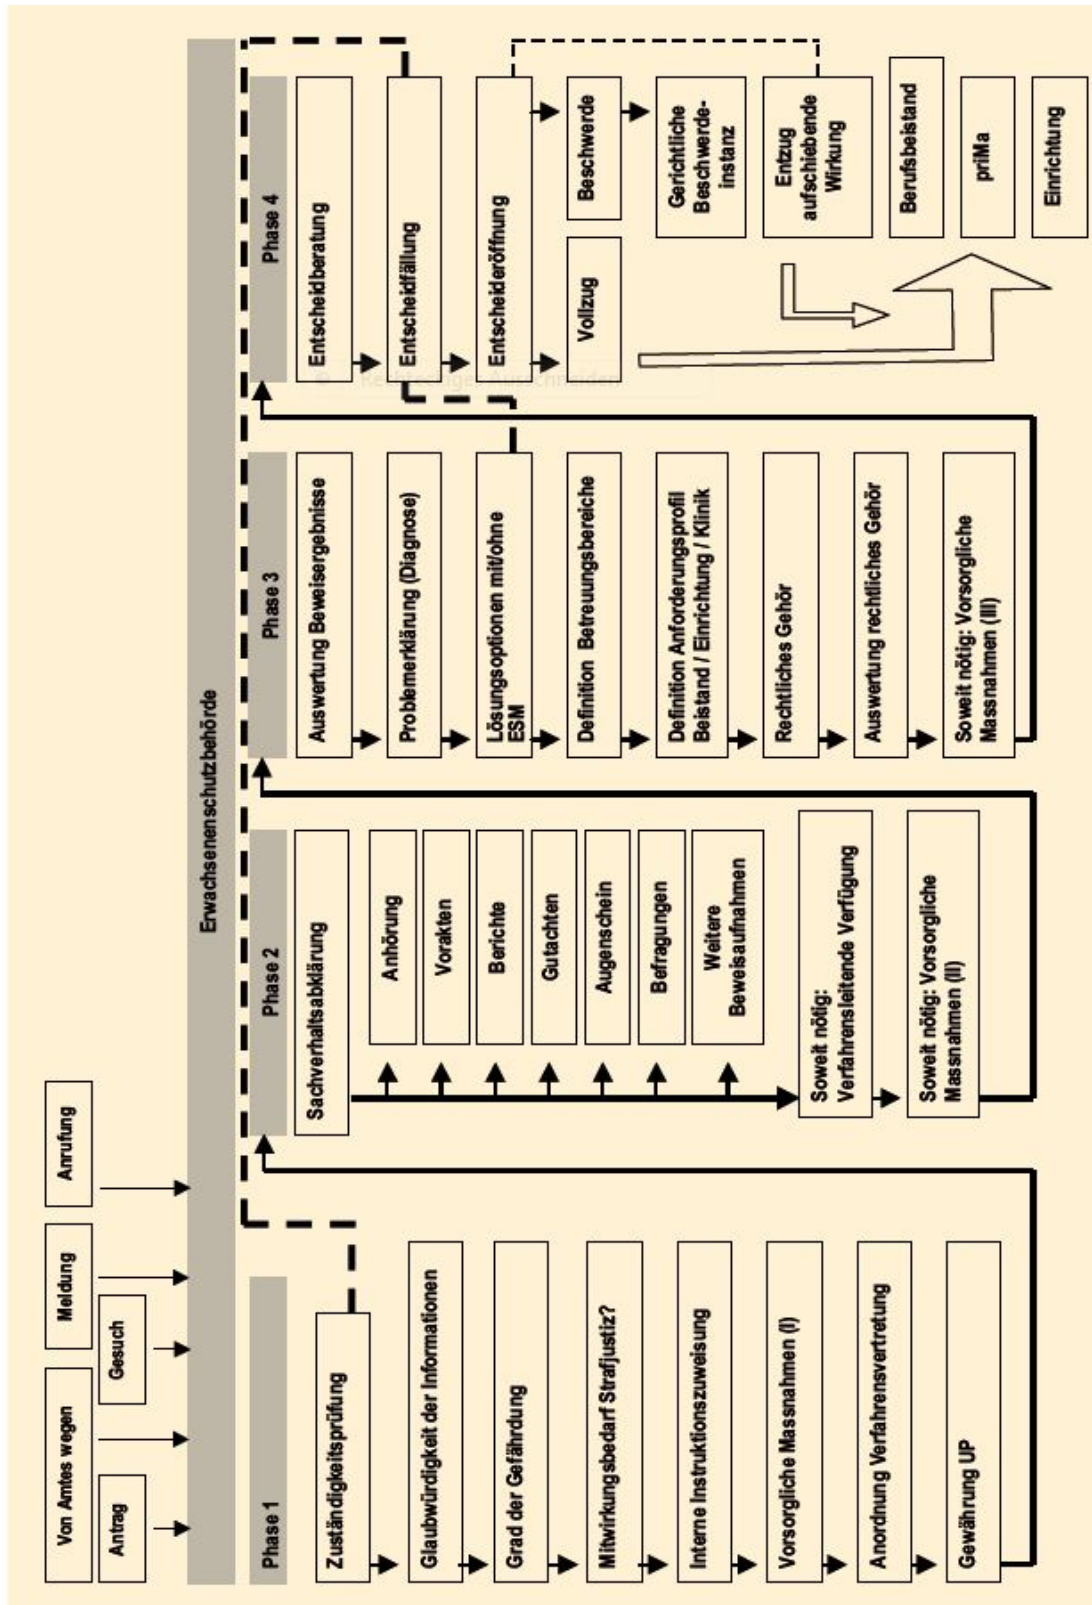 Von Amtes wegen
Meldung
Anrufung
Antrag
Gesuch
Erwachsenenschutzbehörde
Phase 1
Zuständigkeitsprüfung
Glaubwürdigkeit der Informationen
Grad der Gefährdung
Mitwirkungsbedarf Strafjustiz?
Interne Instruktionszuweisung
Vorsorgliche Massnahmen (I)
Anordnung Verfahrensvertretung
Gewährung UP
Phase 2
Sachverhaltsabklärung
Anhörung
Vorakten
Berichte
Gutachten
Augenschein
Befragungen
Weitere
Beweisaufnahmen
Soweit nötig:
Verfahrensleitende Verfügung
Soweit nötig: Vorsorgliche
Massnahmen (II)
Phase 3
Auswertung Beweisergebnisse
Problemerklärung (Diagnose)
Lösungsoptionen mit/ohne
ESM
Definition Betreuungsbereiche
Definition Anforderungsprofil
Beistand / Einrichtung / Klinik
Rechtliches Gehör
Auswertung rechtliches Gehör
Soweit nötig: Vorsorgliche
Massnahmen (III)
Phase 4
Entscheidberatung
Entscheidfällung
Entscheideröffnung
Vollzug
Beschwerde
Gerichtliche
Beschwerde-
instanz
Entzug
aufschiebende
Wirkung
Berufsbeistand
priMa
Einrichtung
Rechteckiges Ausschneiden